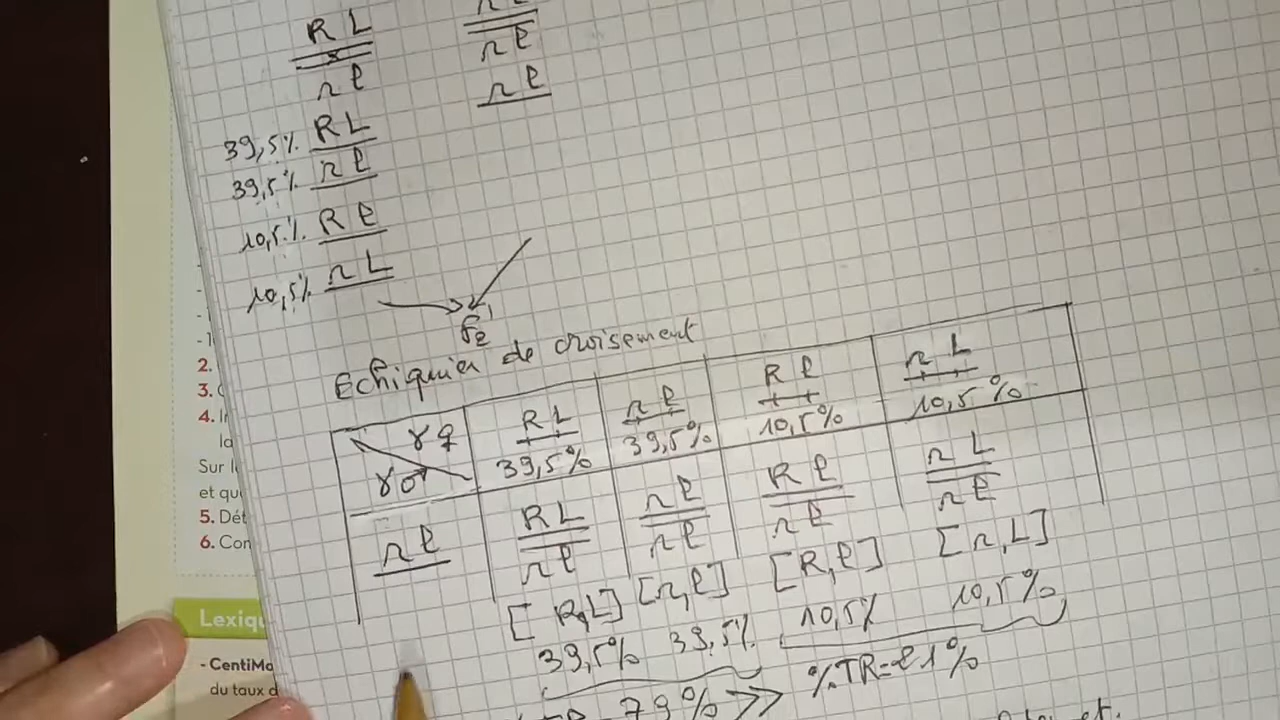 R L
r l
r l
r l
39,5% R L
39,5% r l
10,5% R l
10,5% r L
Echiquier de croisement
γ♀ R L r l R l r L
γ♂ 39,5% 39,5% 10,5% 10,5%
r l R L r l R l r L
r l r l r l r l
[R,L] [r,l] [R,l] [r,L]
39,5% 39,5% 10,5% 10,5%
79% >> %TR=21%
2.
3.
4.
la
Sur l
et qu
5. Dét
6. Con
Lexiq
- CentiMo
du taux d